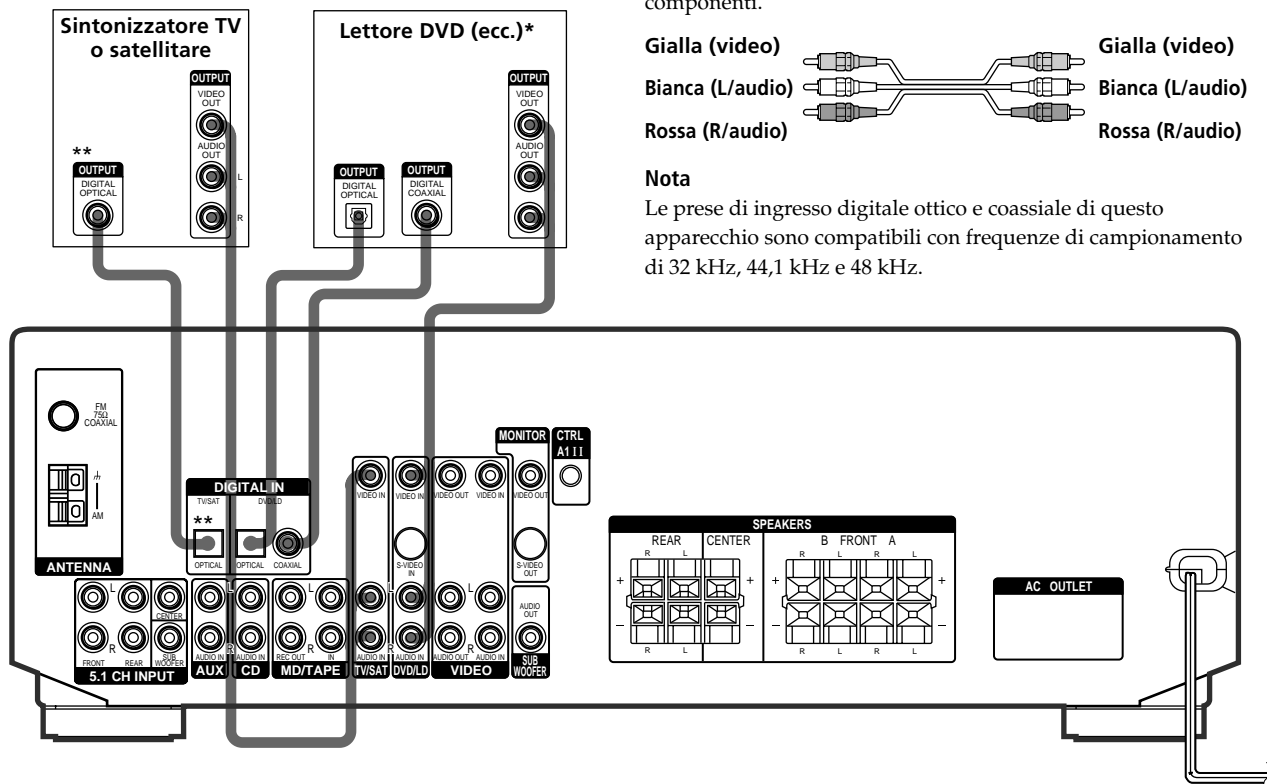 componenti.
Gialla (video)
Gialla (video)
Bianca (L/audio)
Bianca (L/audio)
Rossa (R/audio)
Rossa (R/audio)
Nota
Le prese di ingresso digitale ottico e coassiale di questo
apparecchio sono compatibili con frequenze di campionamento
di 32 kHz, 44,1 kHz e 48 kHz.
Sintonizzatore TV
o satellitare
OUTPUT
VIDEO
OUT
AUDIO
OUT
L
R
**
OUTPUT
DIGITAL
OPTICAL
Lettore DVD (ecc.)*
OUTPUT
VIDEO
OUT
AUDIO
OUT
OUTPUT
DIGITAL
OPTICAL
OUTPUT
DIGITAL
COAXIAL
FM
75Ω
COAXIAL
AM
ANTENNA
DIGITAL IN
TV/SAT
DVD/LD
**
OPTICAL
OPTICAL
COAXIAL
MONITOR
CTRL
A1 II
VIDEO IN
VIDEO IN
VIDEO OUT
VIDEO IN
VIDEO OUT
S-VIDEO
IN
S-VIDEO
OUT
L
CENTER
L
L
L
L
AUDIO
OUT
R
R
R
R
R
FRONT
REAR
SUB
WOOFER
AUDIO IN
AUDIO IN
REC OUT
IN
AUDIO IN
AUDIO IN
AUDIO OUT
AUDIO IN
5.1 CH INPUT
AUX
CD
MD/TAPE
TV/SAT
DVD/LD
VIDEO
SUB
WOOFER
SPEAKERS
REAR
CENTER
B FRONT A
R L
R L R L
+ +
+
– –
–
R L
R L R L
AC OUTLET